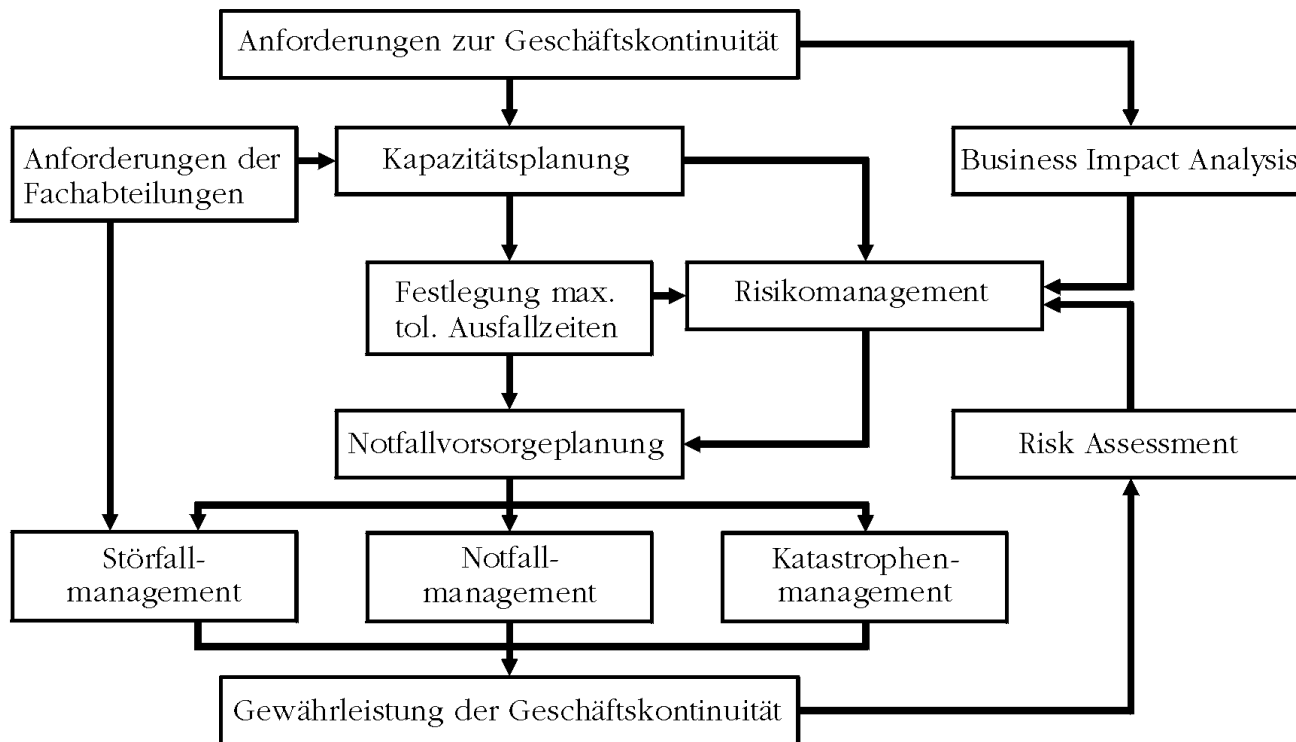 Anforderungen zur Geschäftskontinuität
Anforderungen der
Fachabteilungen
Kapazitätsplanung
Business Impact Analysis
Festlegung max.
tol. Ausfallzeiten
Risikomanagement
Notfallvorsorgeplanung
Risk Assessment
Störfall-
management
Notfall-
management
Katastrophen-
management
Gewährleistung der Geschäftskontinuität